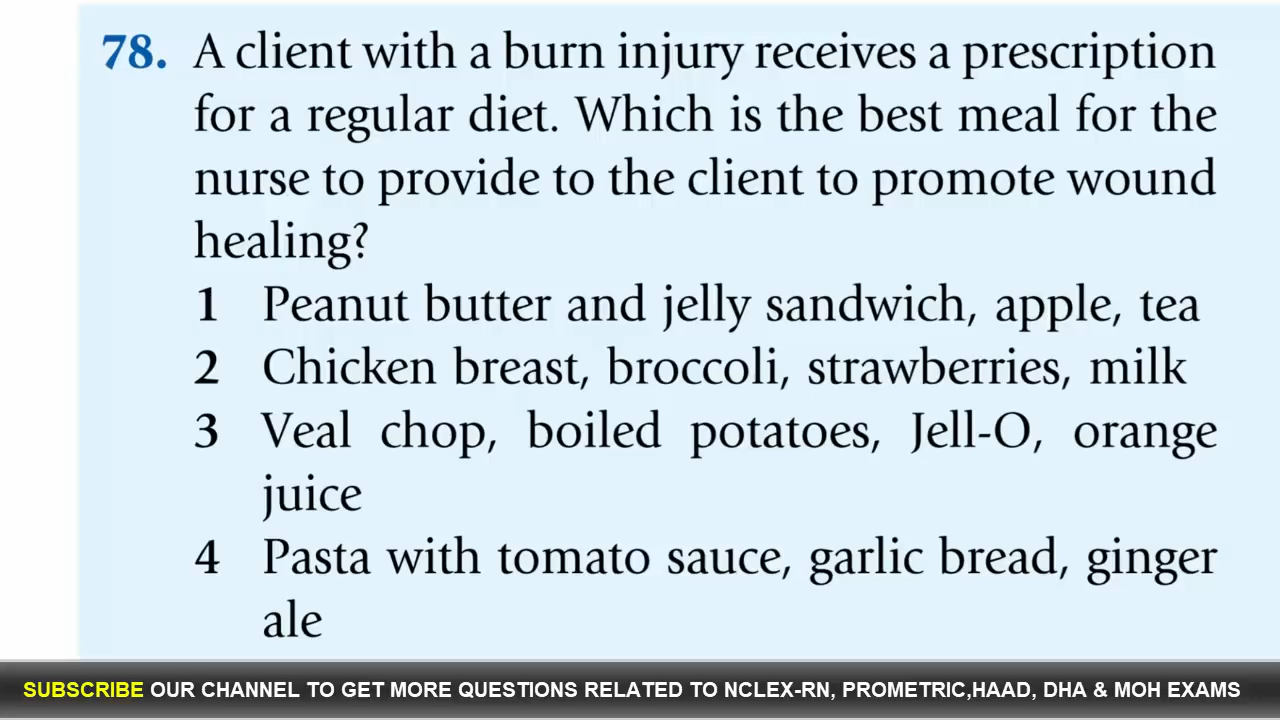 78. A client with a burn injury receives a prescription
for a regular diet. Which is the best meal for the
nurse to provide to the client to promote wound
healing?
1 Peanut butter and jelly sandwich, apple, tea
2 Chicken breast, broccoli, strawberries, milk
3 Veal chop, boiled potatoes, Jell-O, orange
juice
4 Pasta with tomato sauce, garlic bread, ginger
ale
SUBSCRIBE OUR CHANNEL TO GET MORE QUESTIONS RELATED TO NCLEX-RN, PROMETRIC,HAAD, DHA & MOH EXAMS